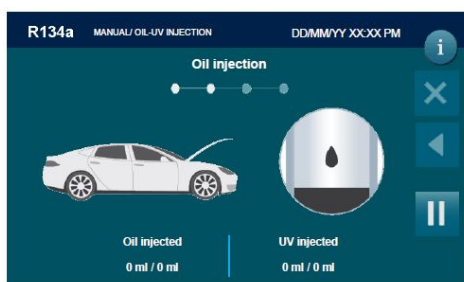 R134a MANUAL/ OIL-UV INJECTION DD/MM/YY XX:XX PM
i
Oil injection
Oil injected UV injected
0 ml / 0 ml 0 ml / 0 ml